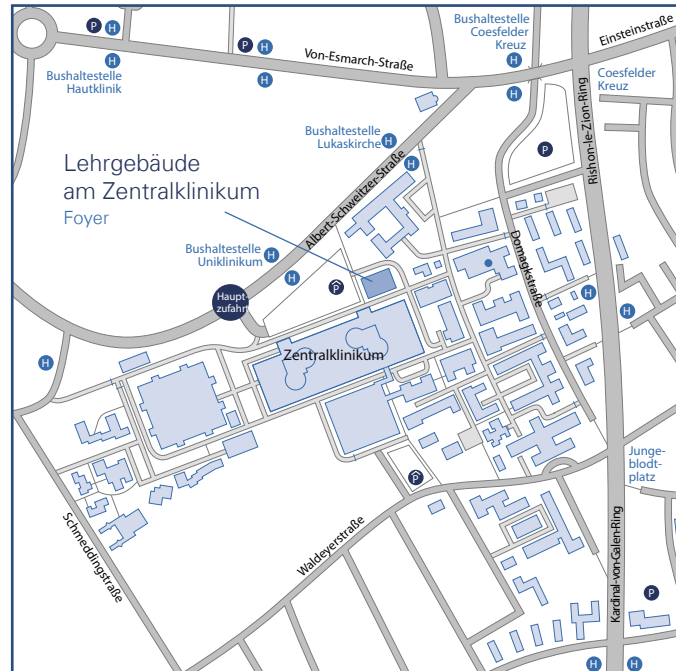 P
H
P
H
H
H
Bushaltestelle
Hautklinik
Von-Esmarch-Straße
Bushaltestelle
Coesfelder
Kreuz
H
H
Einsteinstraße
Coesfelder
Kreuz
Rishon-le-Zion-Ring
P
Bushaltestelle
Lukaskirche
H
H
Albert-Schweitzer-Straße
Lehrgebäude
am Zentralklinikum
Foyer
Bushaltestelle
Uniklinikum
H
H
Domagkstraße
Haupt-
zufahrt
P
H
H
H
Zentralklinikum
Junge-
blodt-
platz
P
Schmeddingstraße
Waldeyerstraße
Kardinal-von-Galen-Ring
P
H
H